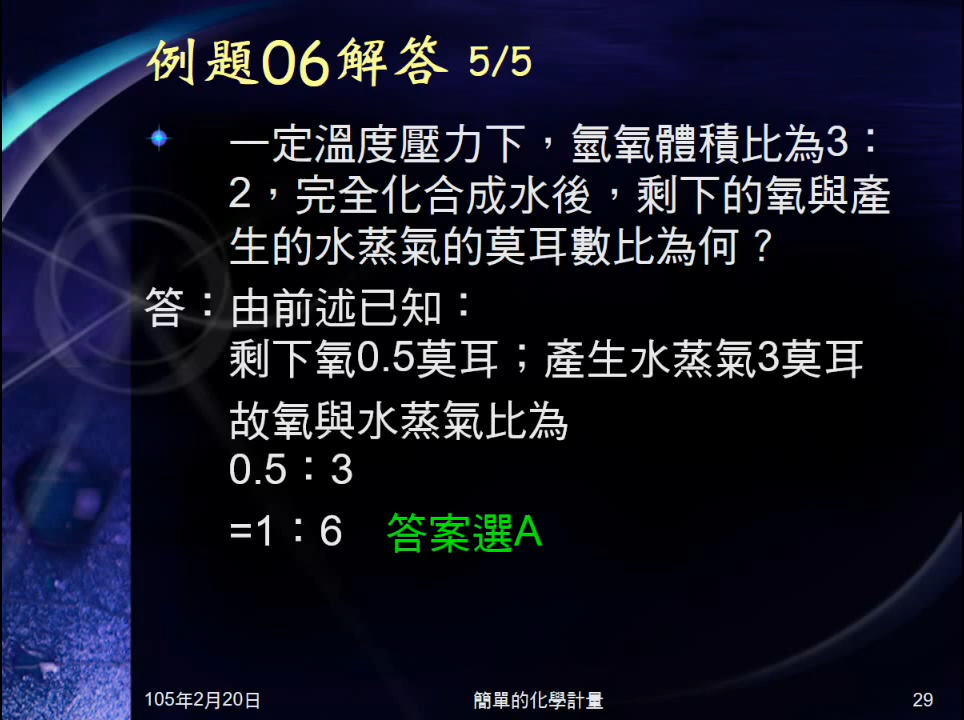 例題06解答 5/5
一定溫度壓力下，氫氧體積比為3：
2，完全化合成水後，剩下的氧與產
生的水蒸氣的莫耳數比為何？
答：由前述已知：
剩下氧0.5莫耳；產生水蒸氣3莫耳
故氧與水蒸氣比為
0.5：3
=1：6 答案選A
105年2月20日 簡單的化學計量 29